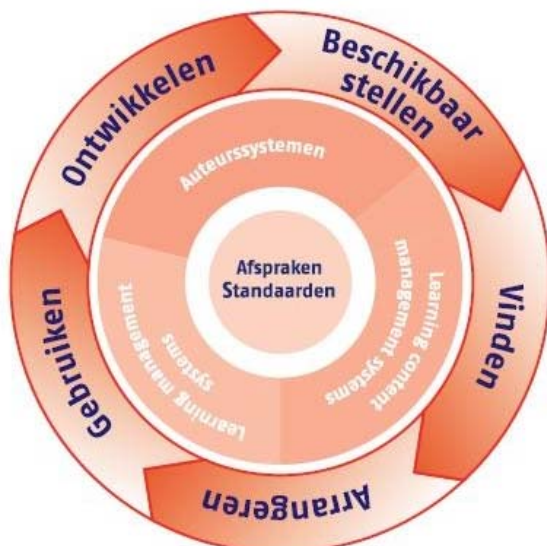 Ontwikkelen
Beschikbaar
stellen
Vinden
Arrangeren
Gebruiken
Auteurssystemen
Learning content
management systems
Learning management
systems
Afspraken
Standaarden